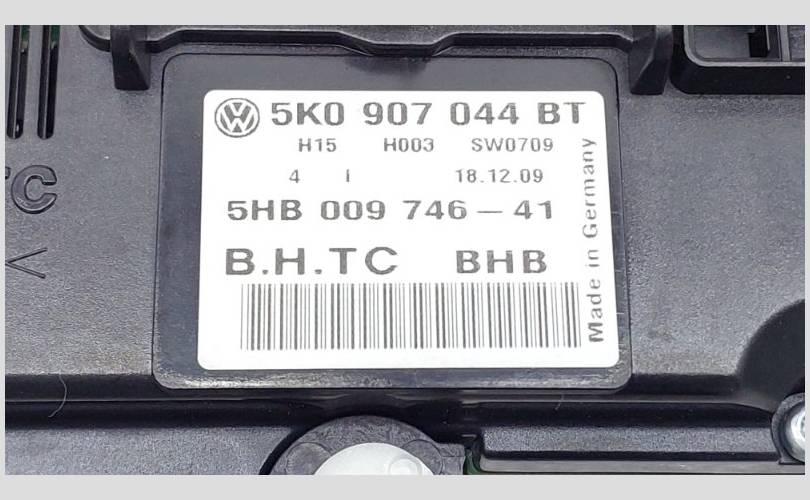 5K0 907 044 BT
H15 H003 SW0709
4 I 18.12.09
5HB 009 746-41
B.H.TC BHB
Made in Germany
TC